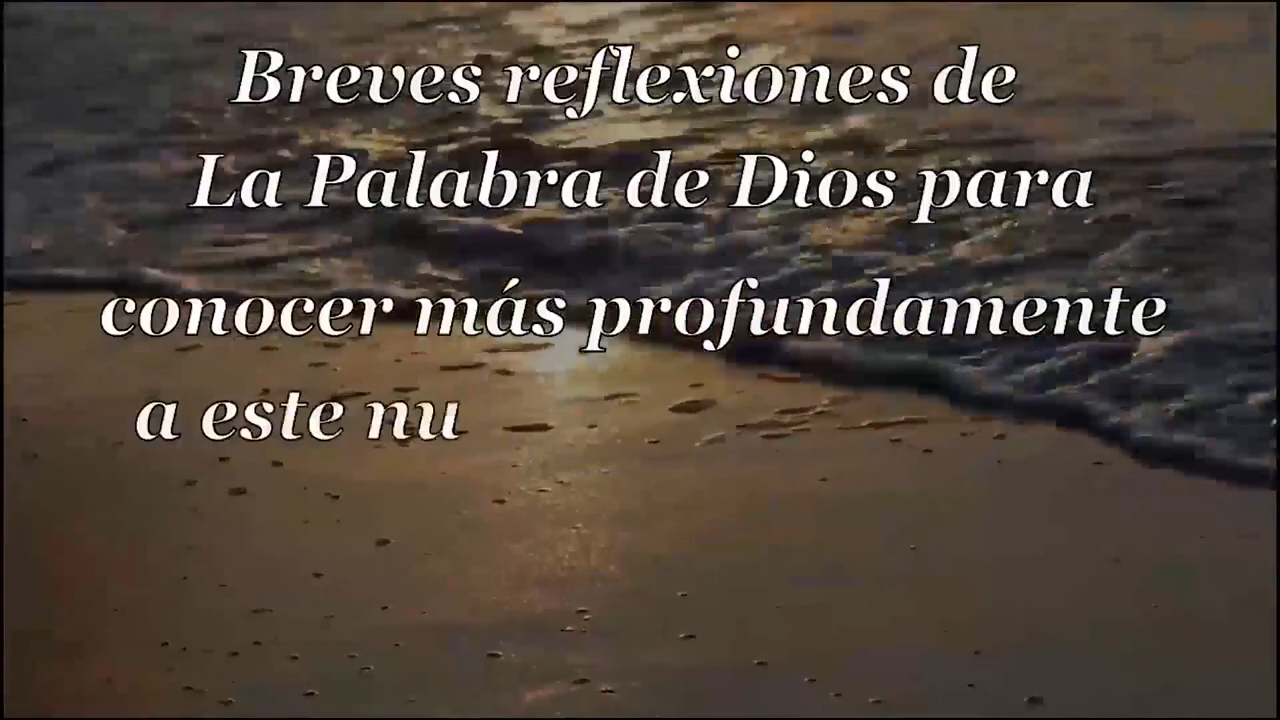 Breves reflexiones de
La Palabra de Dios para
conocer más profundamente
a este nu